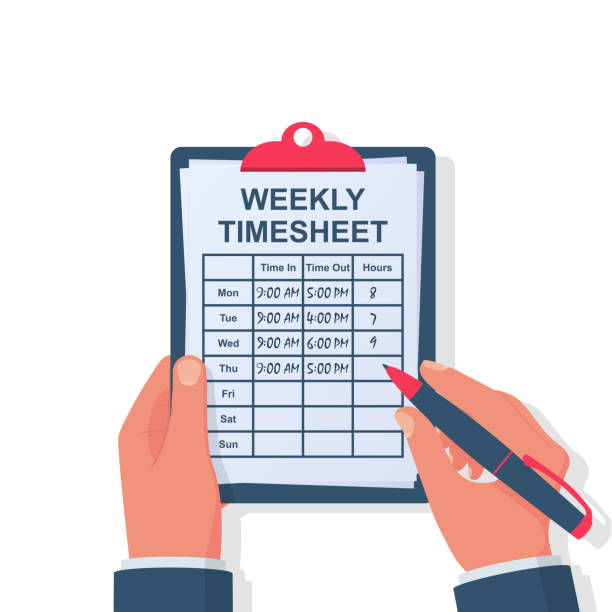 WEEKLY
TIMESHEET
Time In Time Out Hours
Mon 9:00 AM 5:00 PM 8
Tue 9:00 AM 4:00 PM 7
Wed 9:00 AM 6:00 PM 9
Thu 9:00 AM 5:00 PM
Fri
Sat
Sun